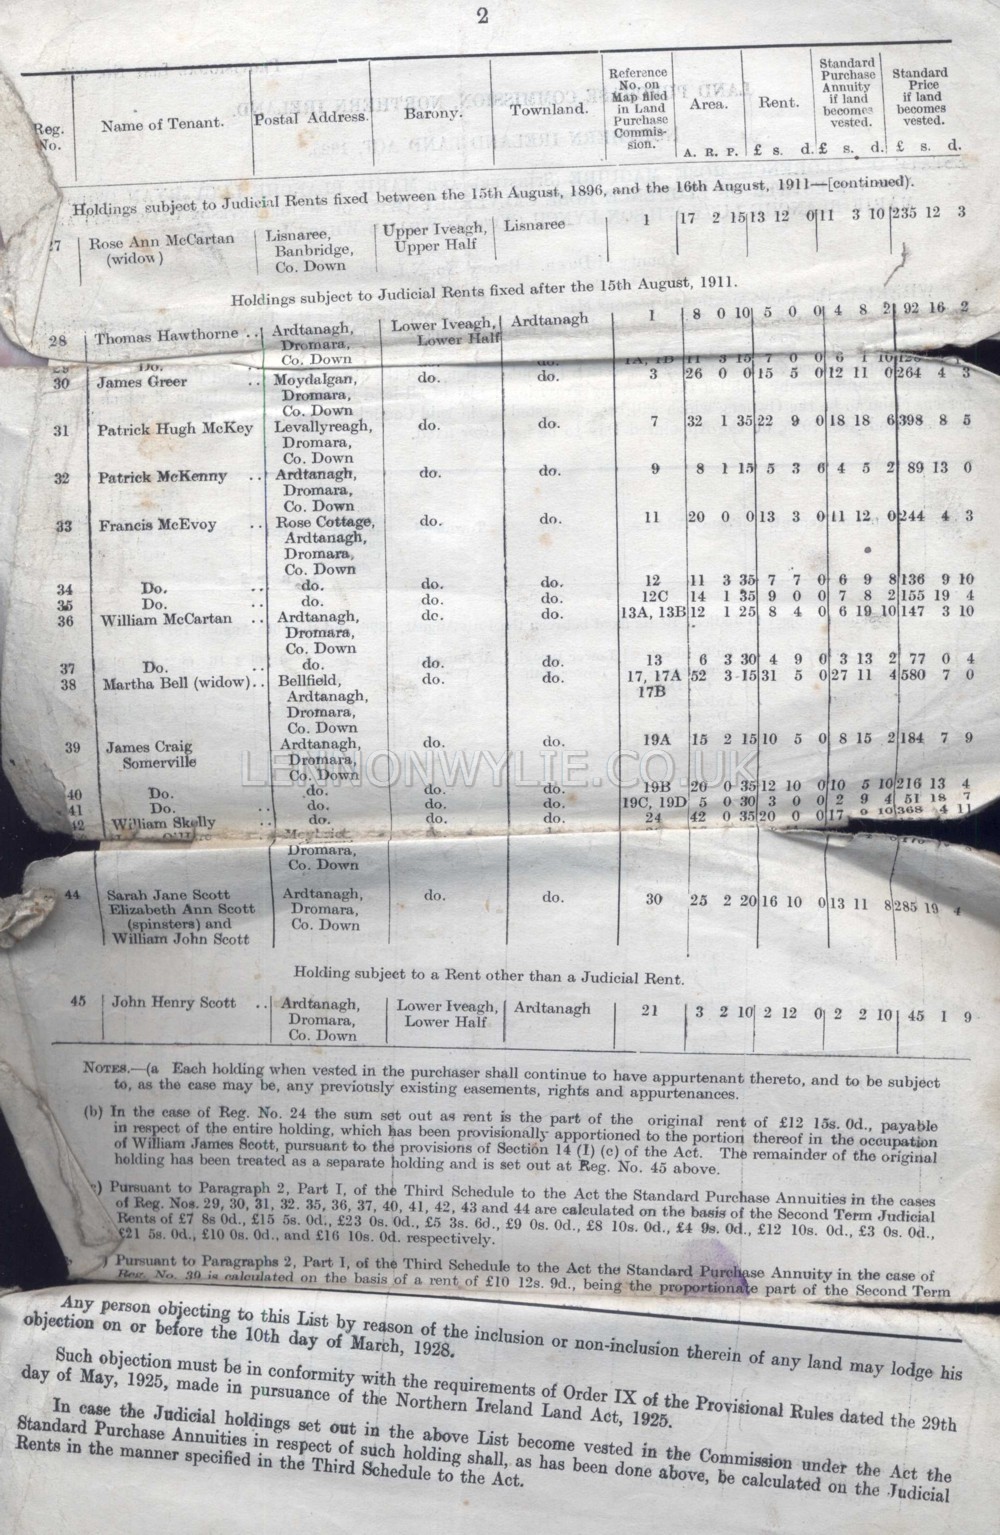 2
Reg. No. Name of Tenant. Postal Address. Barony. Townland. Reference No. on Map filed in Land Purchase Commission. Area. Rent. Standard Purchase Annuity if land becomes vested. Standard Price if land becomes vested.
A. R. P. £ s. d. £ s. d. £ s. d.
Holdings subject to Judicial Rents fixed between the 15th August, 1896, and the 16th August, 1911—[continued).
27 Rose Ann McCartan Lisnaree, Upper Iveagh, Lisnaree 1 17 2 15 13 12 0 11 3 10 235 12 3
(widow) Banbridge, Upper Half
Co. Down
Holdings subject to Judicial Rents fixed after the 15th August, 1911.
28 Thomas Hawthorne .. Ardtanagh, Lower Iveagh, Ardtanagh 1 8 0 10 5 0 0 4 8 2 92 16 2
Dromara, Lower Half
Co. Down
Do. 1A, 1B 11 3 15 7 0 0 6 1 10
30 James Greer .. Moydalgan, do. do. 3 26 0 0 15 5 0 12 11 0 264 4 3
Dromara,
Co. Down
31 Patrick Hugh McKey Levallyreagh, do. do. 7 32 1 35 22 9 0 18 18 6 398 8 5
Dromara,
Co. Down
32 Patrick McKenny .. Ardtanagh, do. do. 9 8 1 15 5 3 6 4 5 2 89 13 0
Dromara,
Co. Down
33 Francis McEvoy .. Rose Cottage, do. do. 11 20 0 0 13 3 0 11 12 0 244 4 3
Ardtanagh,
Dromara,
Co. Down
34 Do. .. do. do. do. 12 11 3 35 7 7 0 6 9 8 136 9 10
35 Do. .. do. do. do. 12C 14 1 35 9 0 0 7 8 2 155 19 4
36 William McCartan .. Ardtanagh, do. do. 13A, 13B 12 1 25 8 4 0 6 19 10 147 3 10
Dromara,
Co. Down
37 Do. .. do. do. do. 13 6 3 30 4 9 0 3 13 2 77 0 4
38 Martha Bell (widow).. Bellfield, do. do. 17, 17A 52 3 15 31 5 0 27 11 4 580 7 0
Ardtanagh, 17B
Dromara,
Co. Down
39 James Craig Ardtanagh, do. do. 19A 15 2 15 10 5 0 8 15 2 184 7 9
Somerville Dromara,
Co. Down
LENNONWYLIE.CO.UK
40 Do. do. do. do. 19B 20 0 35 12 10 0 10 5 10 216 13 4
41 Do. .. do. do. do. 19C, 19D 5 0 30 3 0 0 2 9 4 51 18 7
42 William Skelly .. do. do. do. 24 42 0 35 20 0 0 17 9 10 368 4 11
Dromara,
Co. Down
44 Sarah Jane Scott Ardtanagh, do. do. 30 25 2 20 16 10 0 13 11 8 285 19 4
Elizabeth Ann Scott Dromara,
(spinsters) and Co. Down
William John Scott
Holding subject to a Rent other than a Judicial Rent.
45 John Henry Scott .. Ardtanagh, Lower Iveagh, Ardtanagh 21 3 2 10 2 12 0 2 2 10 45 1 9
Dromara, Lower Half
Co. Down
NOTES.—(a Each holding when vested in the purchaser shall continue to have appurtenant thereto, and to be subject
to, as the case may be, any previously existing easements, rights and appurtenances.
(b) In the case of Reg. No. 24 the sum set out as rent is the part of the original rent of £12 15s. 0d., payable
in respect of the entire holding, which has been provisionally apportioned to the portion thereof in the occupation
of William James Scott, pursuant to the provisions of Section 14 (1) (c) of the Act. The remainder of the original
holding has been treated as a separate holding and is set out at Reg. No. 45 above.
) Pursuant to Paragraph 2, Part I, of the Third Schedule to the Act the Standard Purchase Annuities in the cases
of Reg. Nos. 29, 30, 31, 32. 35, 36, 37, 40, 41, 42, 43 and 44 are calculated on the basis of the Second Term Judicial
Rents of £7 8s 0d., £15 5s. 0d., £23 0s. 0d., £5 3s. 6d., £9 0s. 0d., £8 10s. 0d., £4 9s. 0d., £12 10s. 0d., £3 0s. 0d.,
£21 5s. 0d., £10 0s. 0d., and £16 10s. 0d. respectively.
) Pursuant to Paragraphs 2, Part I, of the Third Schedule to the Act the Standard Purchase Annuity in the case of
Reg. No. 39 is calculated on the basis of a rent of £10 12s. 9d., being the proportionate part of the Second Term
Any person objecting to this List by reason of the inclusion or non-inclusion therein of any land may lodge his
objection on or before the 10th day of March, 1928.
Such objection must be in conformity with the requirements of Order IX of the Provisional Rules dated the 29th
day of May, 1925, made in pursuance of the Northern Ireland Land Act, 1925.
In case the Judicial holdings set out in the above List become vested in the Commission under the Act the
Standard Purchase Annuities in respect of such holding shall, as has been done above, be calculated on the Judicial
Rents in the manner specified in the Third Schedule to the Act.